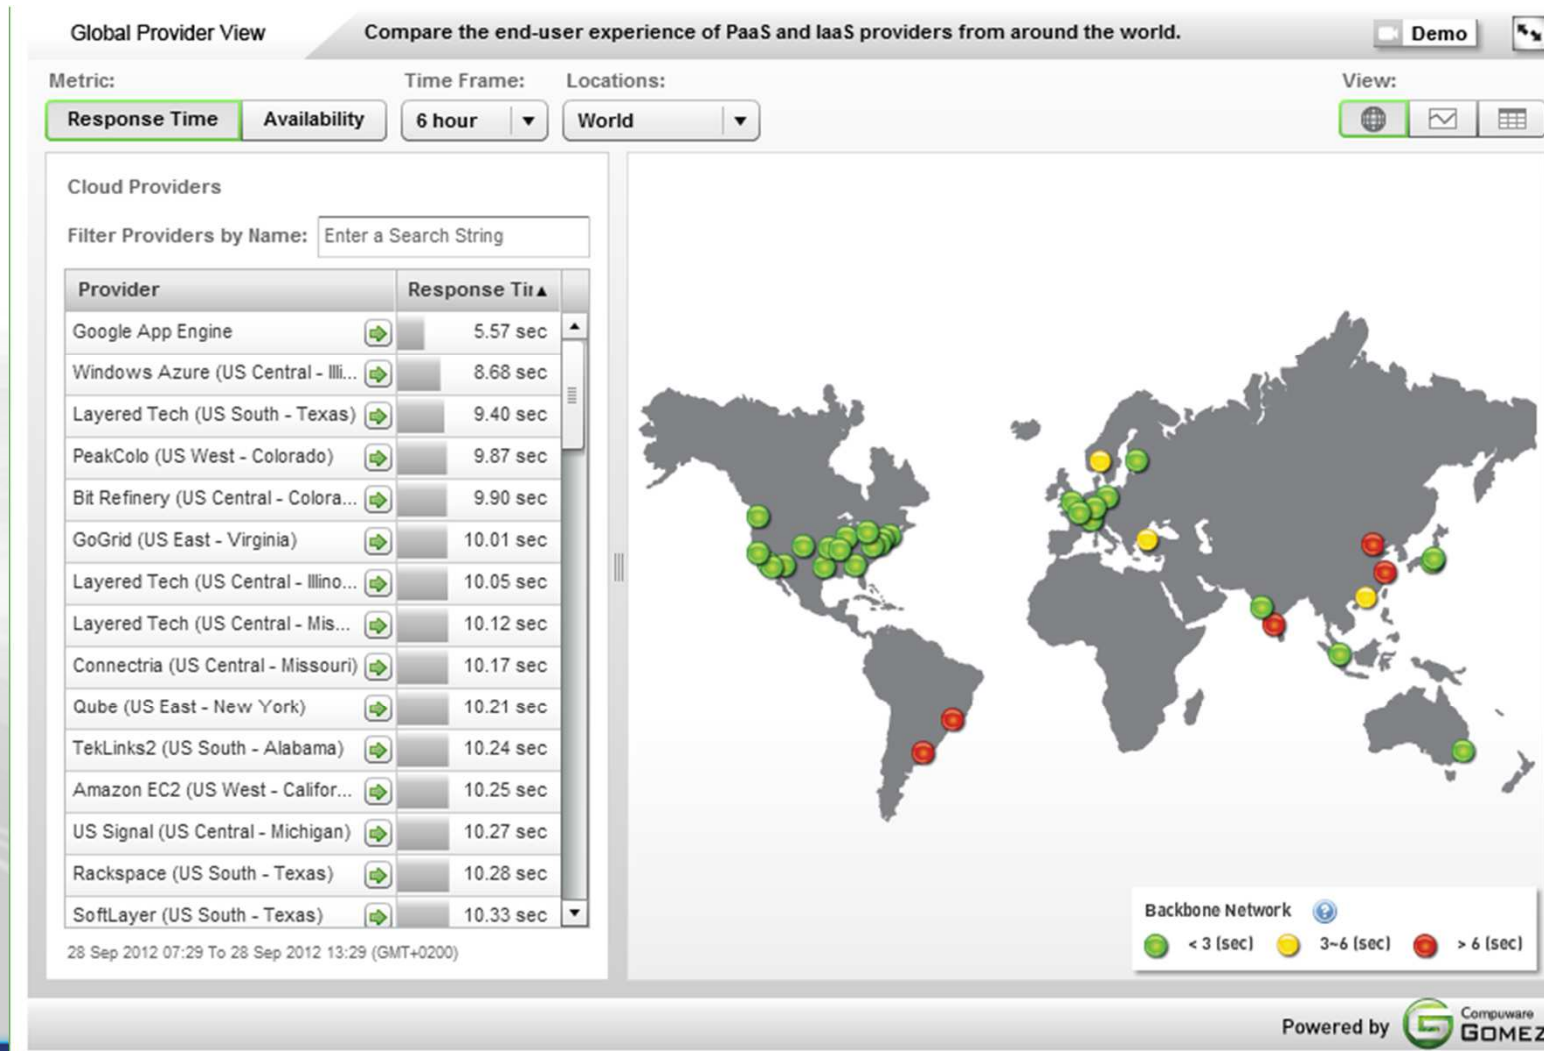 Global Provider View
Compare the end-user experience of PaaS and IaaS providers from around the world.
Demo
Metric:
Time Frame:
Locations:
View:
Response Time
Availability
6 hour
World
Cloud Providers
Filter Providers by Name:
Enter a Search String
Provider
Response Tir
Google App Engine
5.57 sec
Windows Azure (US Central - Illi...
8.68 sec
Layered Tech (US South - Texas)
9.40 sec
PeakColo (US West - Colorado)
9.87 sec
Bit Refinery (US Central - Colora...
9.90 sec
GoGrid (US East - Virginia)
10.01 sec
Layered Tech (US Central - Illino...
10.05 sec
Layered Tech (US Central - Mis...
10.12 sec
Connectria (US Central - Missouri)
10.17 sec
Qube (US East - New York)
10.21 sec
TekLinks2 (US South - Alabama)
10.24 sec
Amazon EC2 (US West - Califor...
10.25 sec
US Signal (US Central - Michigan)
10.27 sec
Rackspace (US South - Texas)
10.28 sec
SoftLayer (US South - Texas)
10.33 sec
28 Sep 2012 07:29 To 28 Sep 2012 13:29 (GMT+0200)
Backbone Network ?
< 3 (sec)
3~6 (sec)
> 6 (sec)
Powered by
Compuware
GOMEZ